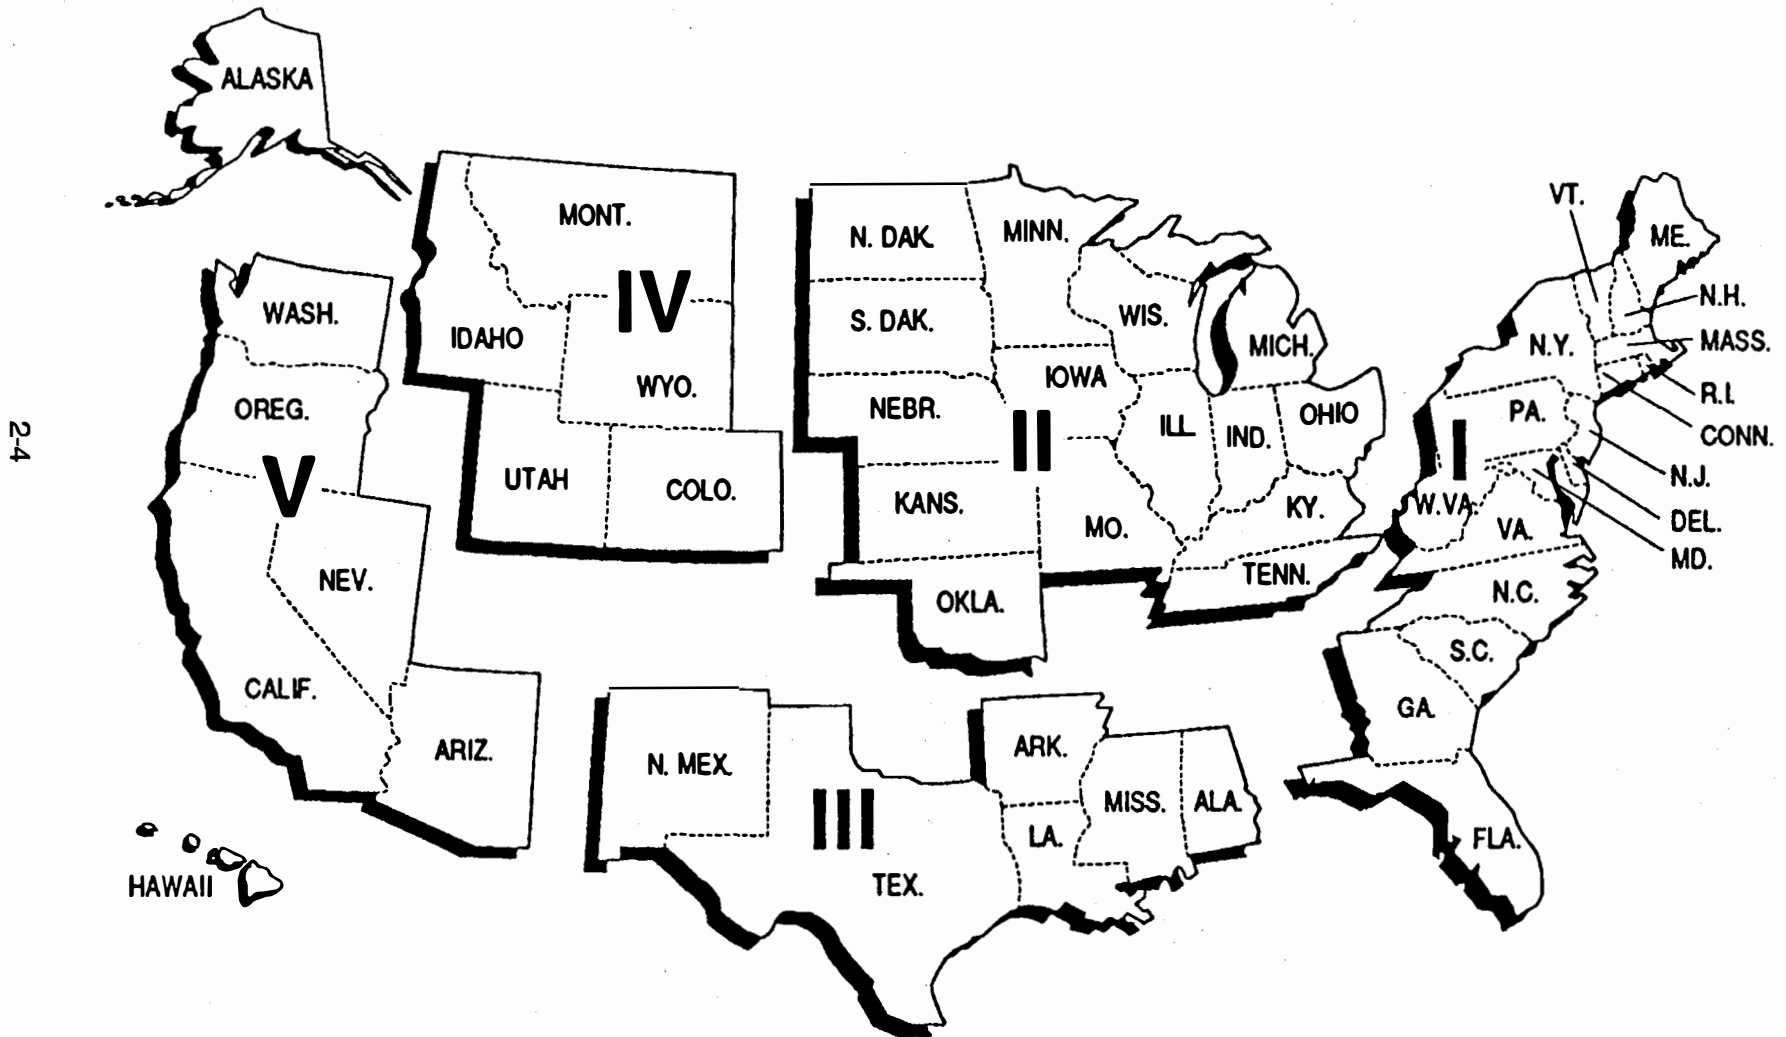 ALASKA
MONT.
IV
IDAHO
WYO.
UTAH
COLO.
WASH.
OREG.
V
NEV.
CALIF.
ARIZ.
HAWAII
N. DAK.
MINN.
S. DAK.
WIS.
MICH.
IOWA
NEBR.
II
ILL
IND.
OHIO
KANS.
MO.
KY.
TENN.
OKLA.
N. MEX.
III
TEX.
ARK.
LA.
MISS.
ALA.
VT.
ME.
N.H.
MASS.
N.Y.
R.I.
PA.
CONN.
I
N.J.
W.VA.
DEL.
VA.
MD.
N.C.
S.C.
GA.
FLA.
2-4